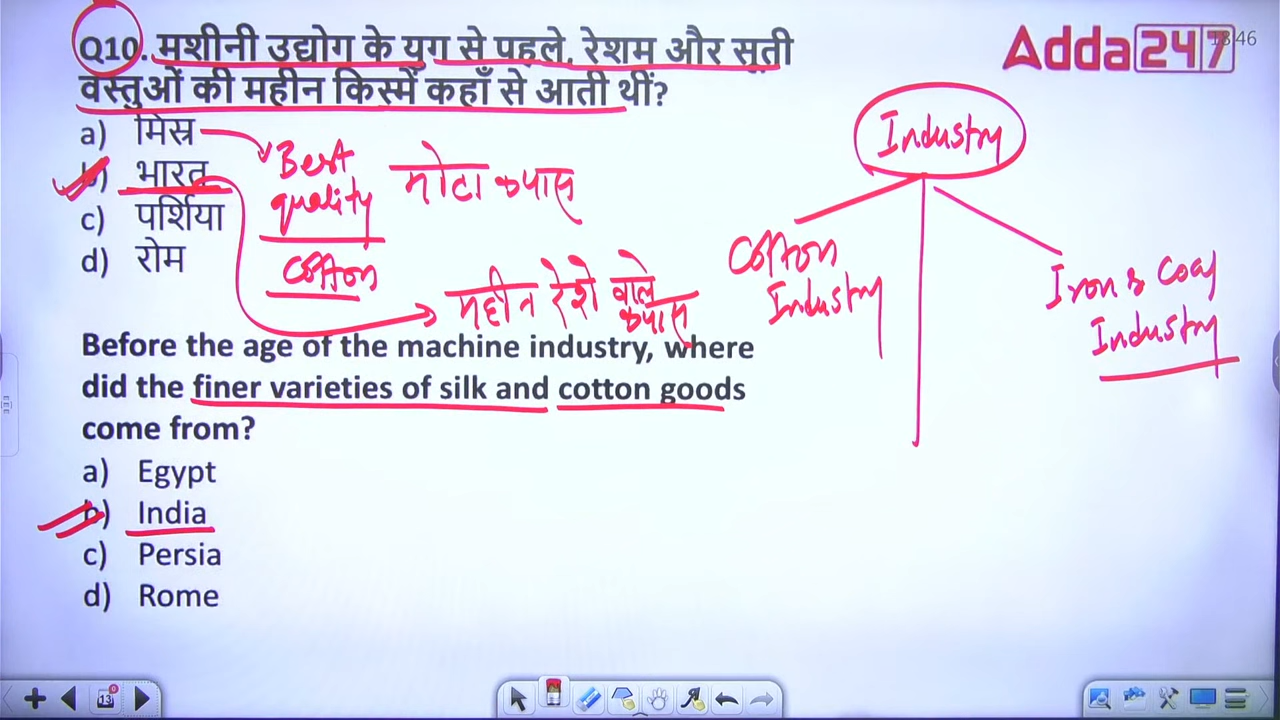 Q10. मशीनी उद्योग के युग से पहले, रेशम और सूती
वस्तुओं की महीन किस्में कहाँ से आती थीं?
a) मिस्र
b) भारत
c) पर्शिया
d) रोम
Best
quality
Cotton
मोटा कपास
महीन रेशे वाले
कपास
Before the age of the machine industry, where
did the finer varieties of silk and cotton goods
come from?
a) Egypt
b) India
c) Persia
d) Rome
Adda247
18:46
Industry
Cotton
Industry
Iron & Coal
Industry
13